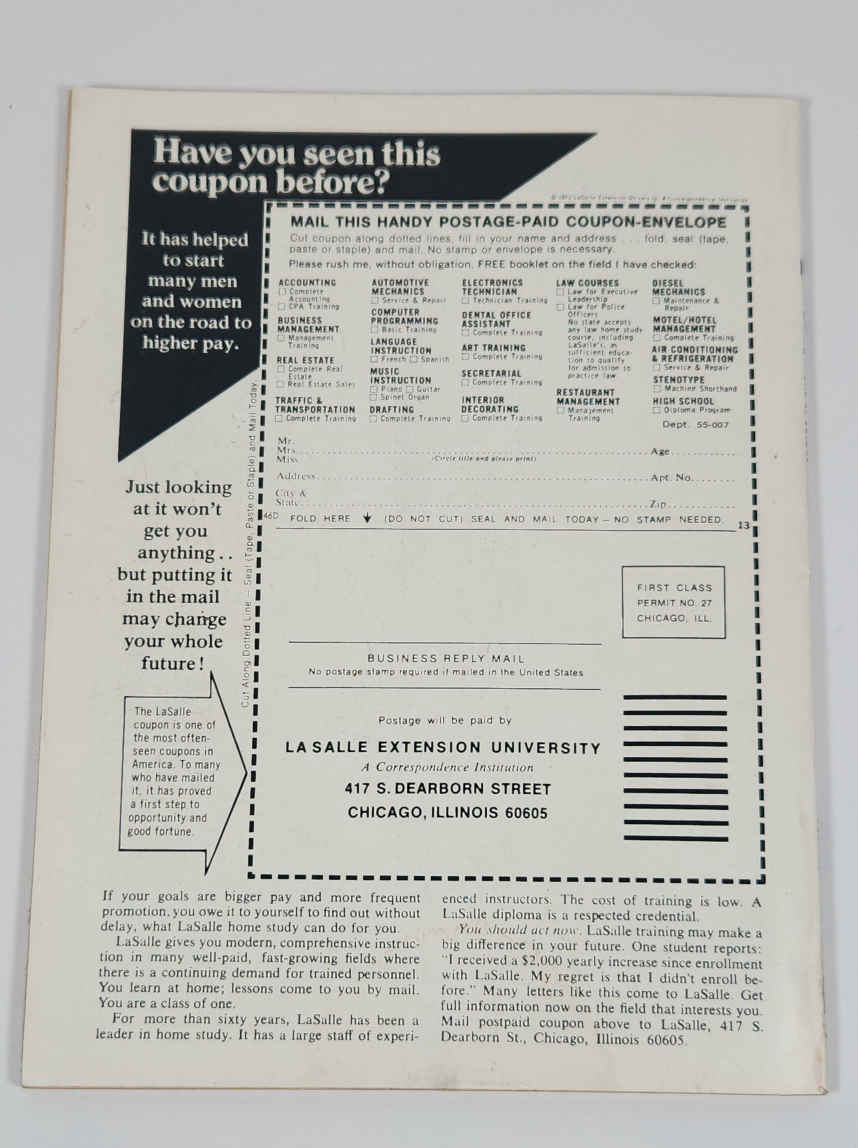 Have you seen this
coupon before?
It has helped
to start
many men
and women
on the road to
higher pay.
Just looking
at it won't
get you
anything . .
but putting it
in the mail
may change
your whole
future!
The LaSalle
coupon is one of
the most often-
seen coupons in
America. To many
who have mailed
it, it has proved
a first step to
opportunity and
good fortune.
Cut Along Dotted Line — Seal (Tape, Paste or Staple) and Mail Today.
MAIL THIS HANDY POSTAGE-PAID COUPON-ENVELOPE
Cut coupon along dotted lines, fill in your name and address . . . fold, seal (tape,
paste or staple) and mail. No stamp or envelope is necessary.
Please rush me, without obligation, FREE booklet on the field I have checked:
ACCOUNTING
☐ Complete
Accounting
☐ CPA Training
BUSINESS
MANAGEMENT
☐ Management
Training
REAL ESTATE
☐ Complete Real
Estate
☐ Real Estate Sales
TRAFFIC &
TRANSPORTATION
☐ Complete Training
AUTOMOTIVE
MECHANICS
☐ Service & Repair
COMPUTER
PROGRAMMING
☐ Basic Training
LANGUAGE
INSTRUCTION
☐ French ☐ Spanish
MUSIC
INSTRUCTION
☐ Piano ☐ Guitar
☐ Spinet Organ
DRAFTING
☐ Complete Training
ELECTRONICS
TECHNICIAN
☐ Technician Training
DENTAL OFFICE
ASSISTANT
☐ Complete Training
ART TRAINING
☐ Complete Training
SECRETARIAL
☐ Complete Training
INTERIOR
DECORATING
☐ Complete Training
LAW COURSES
☐ Law for Executive
Leadership
☐ Law for Police
Officers
No state accepts
any law home study
course, including
LaSalle's, as
sufficient educa-
tion to qualify
for admission to
practice law.
RESTAURANT
MANAGEMENT
☐ Management
Training
DIESEL
MECHANICS
☐ Maintenance &
Repair
MOTEL/HOTEL
MANAGEMENT
☐ Complete Training
AIR CONDITIONING
& REFRIGERATION
☐ Service & Repair
STENOTYPE
☐ Machine Shorthand
HIGH SCHOOL
☐ Diploma Program
Dept. 55-007
Mr.
Mrs. Age
Miss (Circle title and please print)
Address Apt. No.
City &
State Zip
46D FOLD HERE (DO NOT CUT) SEAL AND MAIL TODAY — NO STAMP NEEDED. 13
FIRST CLASS
PERMIT NO. 27
CHICAGO, ILL.
BUSINESS REPLY MAIL
No postage stamp required if mailed in the United States
Postage will be paid by
LA SALLE EXTENSION UNIVERSITY
A Correspondence Institution
417 S. DEARBORN STREET
CHICAGO, ILLINOIS 60605
If your goals are bigger pay and more frequent
promotion, you owe it to yourself to find out without
delay, what LaSalle home study can do for you.
LaSalle gives you modern, comprehensive instruc-
tion in many well-paid, fast-growing fields where
there is a continuing demand for trained personnel.
You learn at home; lessons come to you by mail.
You are a class of one.
For more than sixty years, LaSalle has been a
leader in home study. It has a large staff of experi-
enced instructors. The cost of training is low. A
LaSalle diploma is a respected credential.
You should act now. LaSalle training may make a
big difference in your future. One student reports:
"I received a $2,000 yearly increase since enrollment
with LaSalle. My regret is that I didn't enroll be-
fore." Many letters like this come to LaSalle. Get
full information now on the field that interests you.
Mail postpaid coupon above to LaSalle, 417 S.
Dearborn St., Chicago, Illinois 60605.